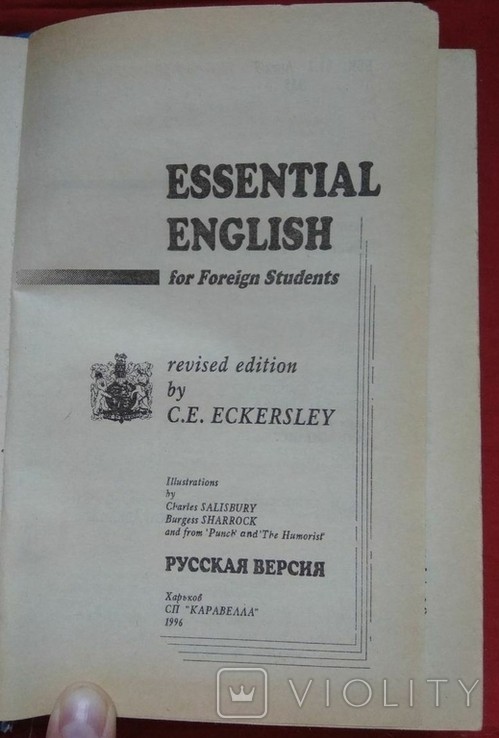 ESSENTIAL
ENGLISH
for Foreign Students
revised edition
by
C.E. ECKERSLEY
Illustrations
by
Charles SALISBURY
Burgess SHARROCK
and from 'Punch' and 'The Humorist'
РУССКАЯ ВЕРСИЯ
Харьков
СП "КАРАВЕЛЛА"
1996
VIOLITY